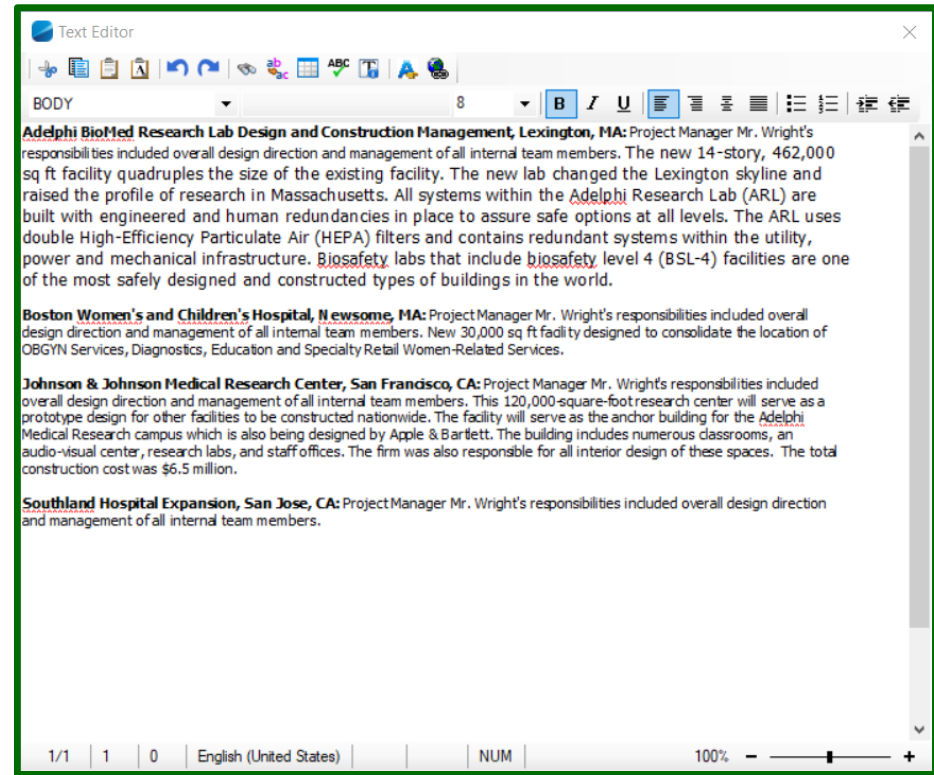 Text Editor
ABC
BODY 8 B I U
Adelphi BioMed Research Lab Design and Construction Management, Lexington, MA: Project Manager Mr. Wright's
responsibilities included overall design direction and management of all internal team members. The new 14-story, 462,000
sq ft facility quadruples the size of the existing facility. The new lab changed the Lexington skyline and
raised the profile of research in Massachusetts. All systems within the Adelphi Research Lab (ARL) are
built with engineered and human redundancies in place to assure safe options at all levels. The ARL uses
double High-Efficiency Particulate Air (HEPA) filters and contains redundant systems within the utility,
power and mechanical infrastructure. Biosafety labs that include biosafety level 4 (BSL-4) facilities are one
of the most safely designed and constructed types of buildings in the world.
Boston Women's and Children's Hospital, Newsome, MA: Project Manager Mr. Wright's responsibilities included overall
design direction and management of all internal team members. New 30,000 sq ft facility designed to consolidate the location of
OBGYN Services, Diagnostics, Education and Specialty Retail Women-Related Services.
Johnson & Johnson Medical Research Center, San Francisco, CA: Project Manager Mr. Wright's responsibilities included
overall design direction and management of all internal team members. This 120,000-square-foot research center will serve as a
prototype design for other facilities to be constructed nationwide. The facility will serve as the anchor building for the Adelphi
Medical Research campus which is also being designed by Apple & Bartlett. The building includes numerous classrooms, an
audio-visual center, research labs, and staff offices. The firm was also responsible for all interior design of these spaces. The total
construction cost was $6.5 million.
Southland Hospital Expansion, San Jose, CA: Project Manager Mr. Wright's responsibilities included overall design direction
and management of all internal team members.
1/1 1 0 English (United States) NUM 100%